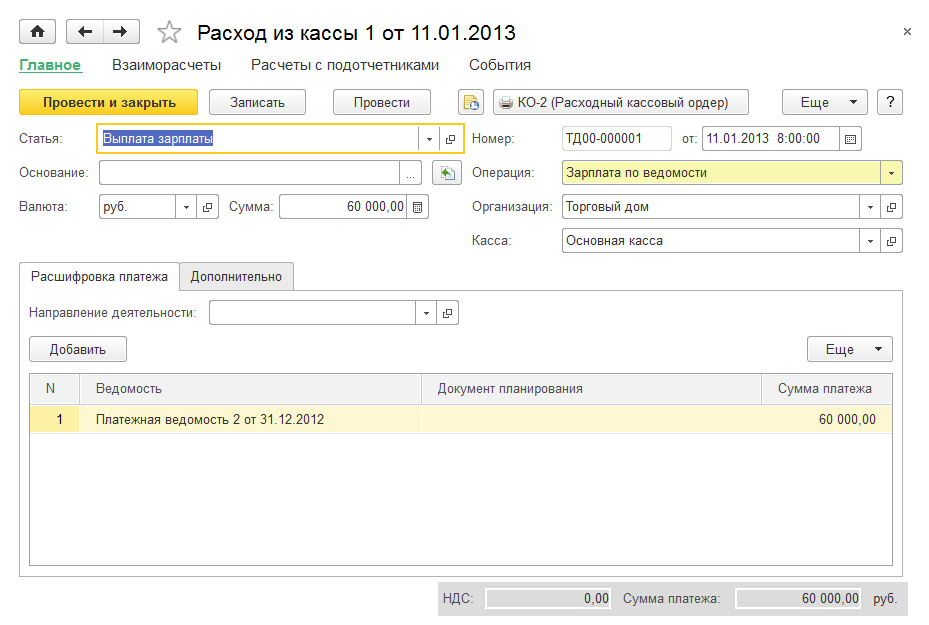 Расход из кассы 1 от 11.01.2013
Главное Взаиморасчеты Расчеты с подотчетниками События
Провести и закрыть Записать Провести КО-2 (Расходный кассовый ордер) Еще ?
Статья: Выплата зарплаты Номер: ТД00-000001 от: 11.01.2013 8:00:00
Основание: ... Операция: Зарплата по ведомости
Валюта: руб. Сумма: 60 000,00 Организация: Торговый дом
Касса: Основная касса
Расшифровка платежа Дополнительно
Направление деятельности:
Добавить Еще
N Ведомость Документ планирования Сумма платежа
1 Платежная ведомость 2 от 31.12.2012 60 000,00
НДС: 0,00 Сумма платежа: 60 000,00 руб.